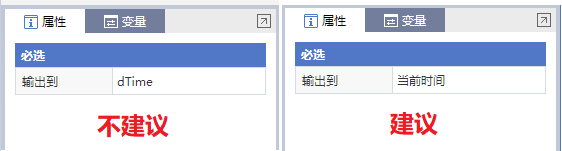 属性 变量
必选
输出到 dTime
不建议
属性 变量
必选
输出到 当前时间
建议